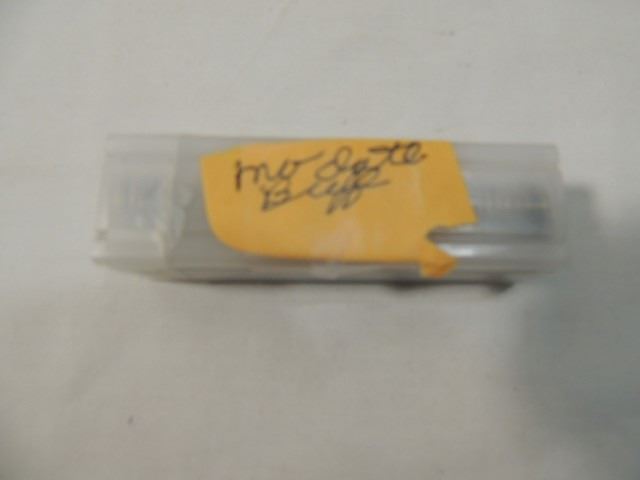 no date
Buff